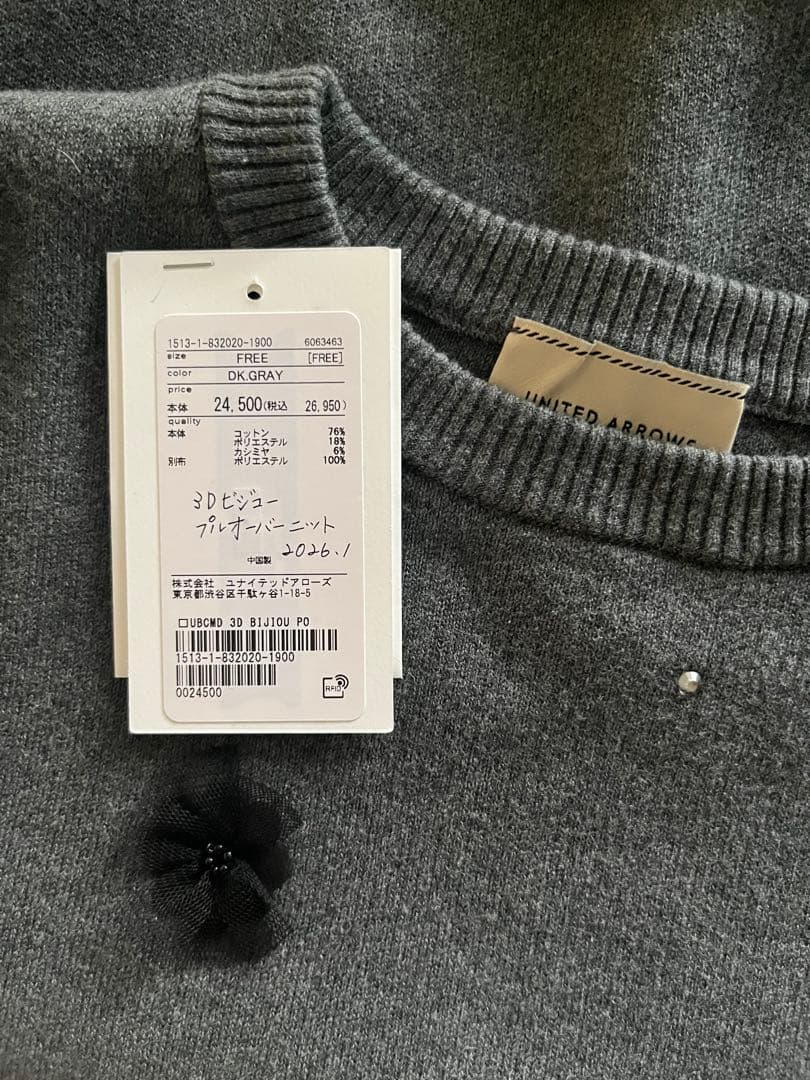 1513-1-832020-1900 6063463
size FREE [FREE]
color DK.GRAY
price
本体 24,500(税込 26,950)
quality
本体 コットン 76%
ポリエステル 18%
カシミヤ 6%
別布 ポリエステル 100%
3Dビジュー
プルオーバーニット
中国製 2026.1
株式会社 ユナイテッドアローズ
東京都渋谷区千駄ヶ谷1-18-5
□UBCMD 3D BIJIOU PO
1513-1-832020-1900
0024500
RFID
UNITED ARROWS